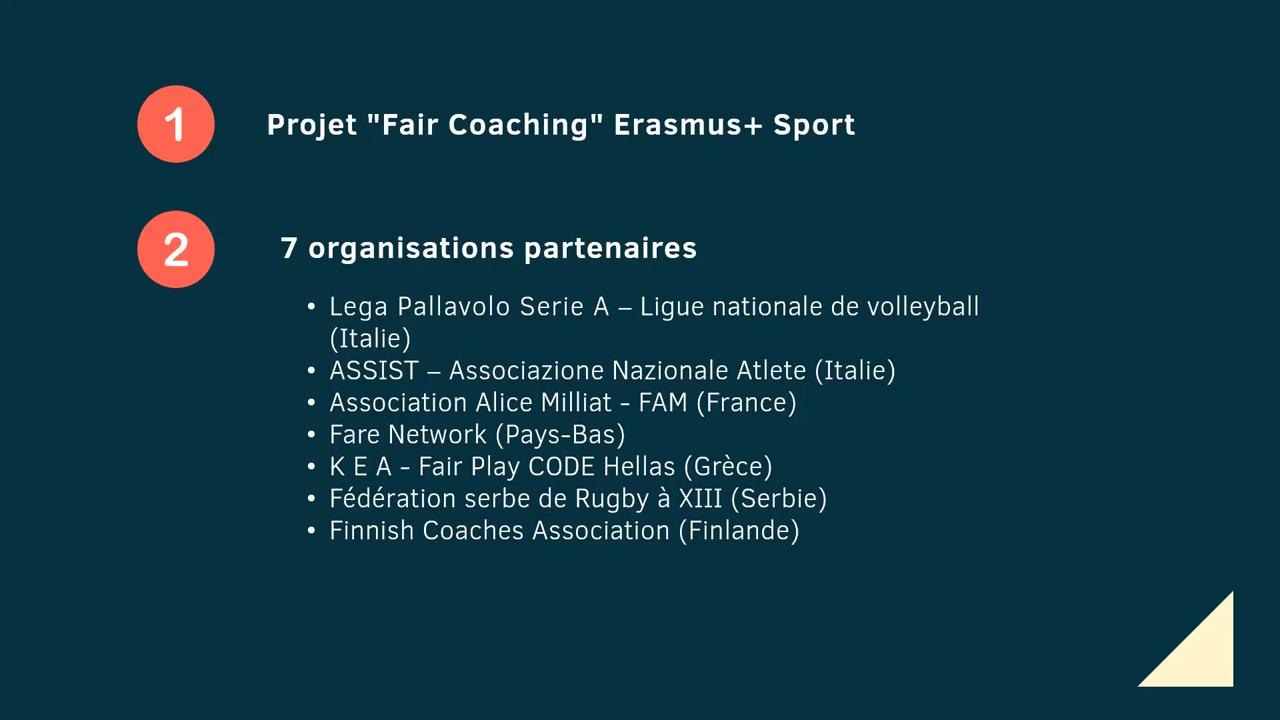 1
Projet "Fair Coaching" Erasmus+ Sport
2
7 organisations partenaires
• Lega Pallavolo Serie A – Ligue nationale de volleyball
(Italie)
• ASSIST – Associazione Nazionale Atlete (Italie)
• Association Alice Milliat - FAM (France)
• Fare Network (Pays-Bas)
• K E A - Fair Play CODE Hellas (Grèce)
• Fédération serbe de Rugby à XIII (Serbie)
• Finnish Coaches Association (Finlande)